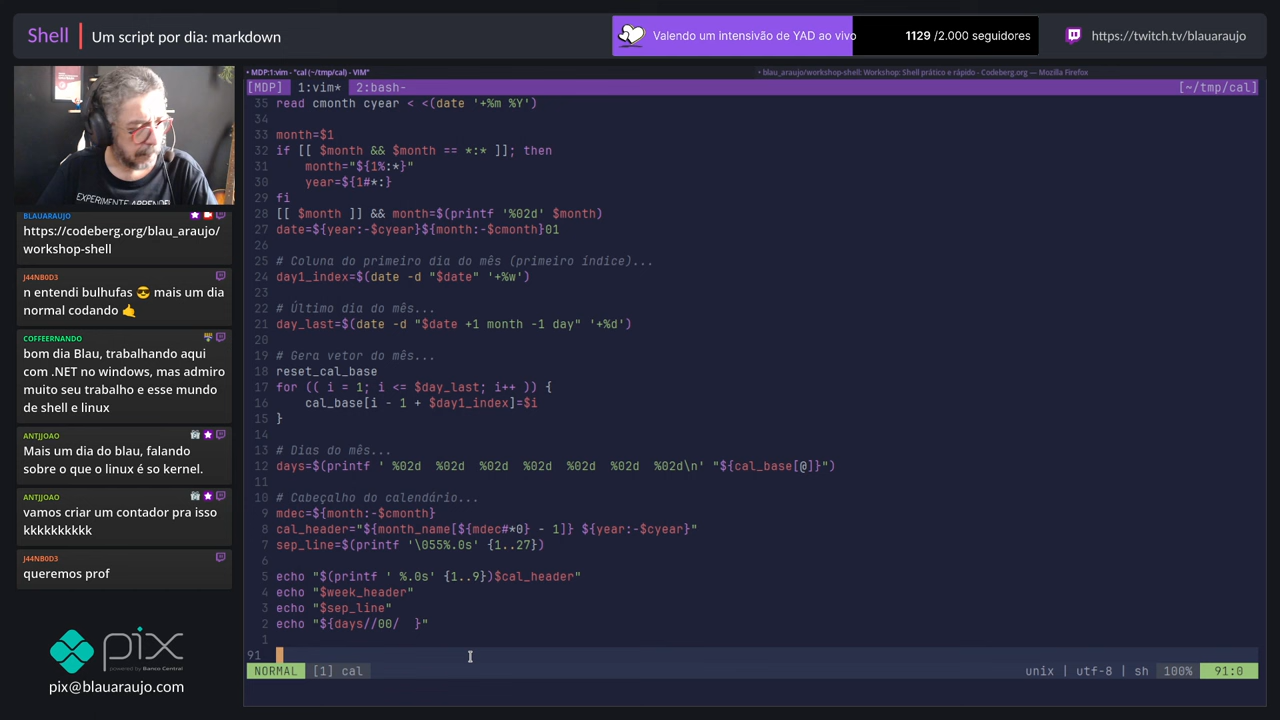 Shell Um script por dia: markdown
Valendo um intensivão de YAD ao vivo
1129 /2.000 seguidores
https://twitch.tv/blauaraujo
EXPERIMENTE APRENDE
BLAUARAUJO
https://codeberg.org/blau_araujo/
workshop-shell
J44NB0D3
n entendi bulhufas 😎 mais um dia
normal codando 🤙
COFFEERNANDO
bom dia Blau, trabalhando aqui
com .NET no windows, mas admiro
muito seu trabalho e esse mundo
de shell e linux
ANTJJOAO
Mais um dia do blau, falando
sobre o que o linux é so kernel.
ANTJJOAO
vamos criar um contador pra isso
kkkkkkkkkk
J44NB0D3
queremos prof
pix
powered by Banco Central
pix@blauaraujo.com
• MDP:1:vim - "cal (~/tmp/cal) - VIM"
• blau_araujo/workshop-shell: Workshop: Shell prático e rápido - Codeberg.org — Mozilla Firefox
[MDP] 1:vim* 2:bash- [~/tmp/cal]
35 read cmonth cyear < <(date '+%m %Y')
34
33 month=$1
32 if [[ $month && $month == *:* ]]; then
31     month="${1%:*}"
30     year=${1#*:}
29 fi
28 [[ $month ]] && month=$(printf '%02d' $month)
27 date=${year:-$cyear}${month:-$cmonth}01
26
25 # Coluna do primeiro dia do mês (primeiro índice)...
24 day1_index=$(date -d "$date" '+%w')
23
22 # Último dia do mês...
21 day_last=$(date -d "$date +1 month -1 day" '+%d')
20
19 # Gera vetor do mês...
18 reset_cal_base
17 for (( i = 1; i <= $day_last; i++ )) {
16     cal_base[i - 1 + $day1_index]=$i
15 }
14
13 # Dias do mês...
12 days=$(printf ' %02d  %02d  %02d  %02d  %02d  %02d  %02d\n' "${cal_base[@]}")
11
10 # Cabeçalho do calendário...
9 mdec=${month:-$cmonth}
8 cal_header="${month_name[${mdec#*0} - 1]} ${year:-$cyear}"
7 sep_line=$(printf '\055%.0s' {1..27})
6
5 echo "$(printf ' %.0s' {1..9})$cal_header"
4 echo "$week_header"
3 echo "$sep_line"
2 echo "${days//00/  }"
1
91
NORMAL [1] cal unix | utf-8 | sh 100% 91:0